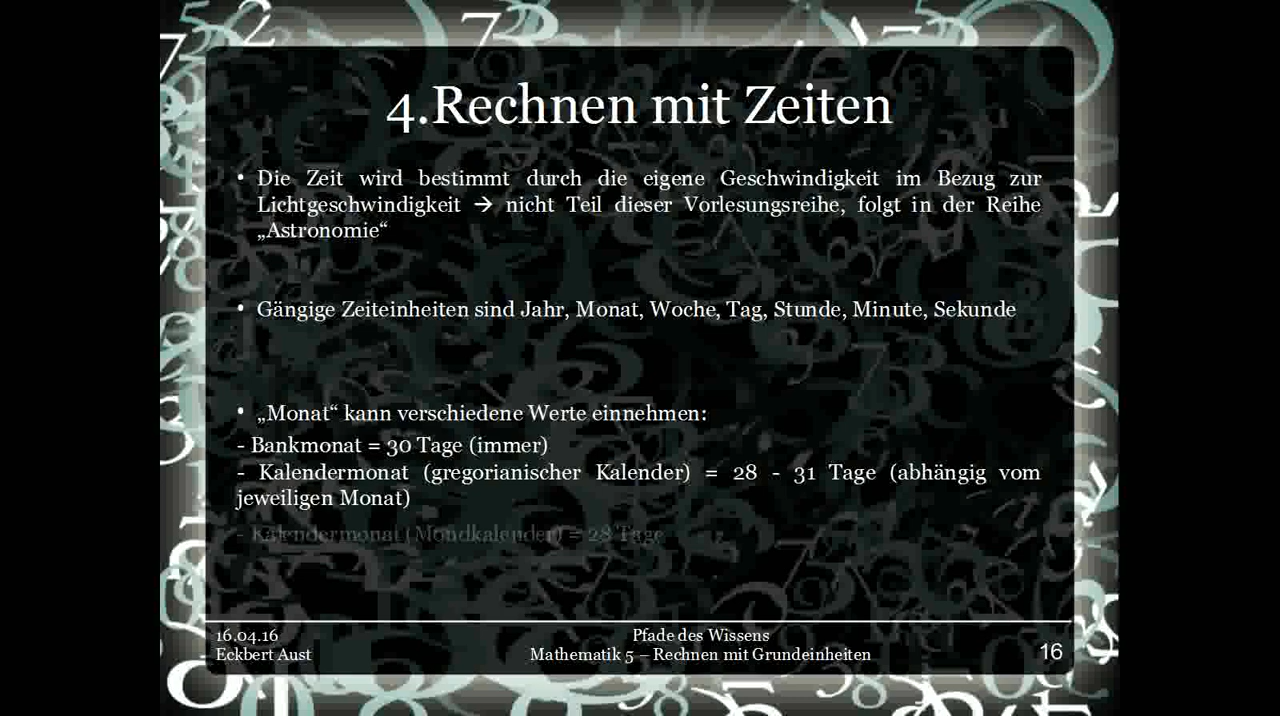 4.Rechnen mit Zeiten
• Die Zeit wird bestimmt durch die eigene Geschwindigkeit im Bezug zur
Lichtgeschwindigkeit → nicht Teil dieser Vorlesungsreihe, folgt in der Reihe
„Astronomie“
• Gängige Zeiteinheiten sind Jahr, Monat, Woche, Tag, Stunde, Minute, Sekunde
• „Monat“ kann verschiedene Werte einnehmen:
- Bankmonat = 30 Tage (immer)
- Kalendermonat (gregorianischer Kalender) = 28 - 31 Tage (abhängig vom
jeweiligen Monat)
- Kalendermonat (Mondkalender) = 28 Tage
16.04.16
Eckbert Aust
Pfade des Wissens
Mathematik 5 – Rechnen mit Grundeinheiten
16